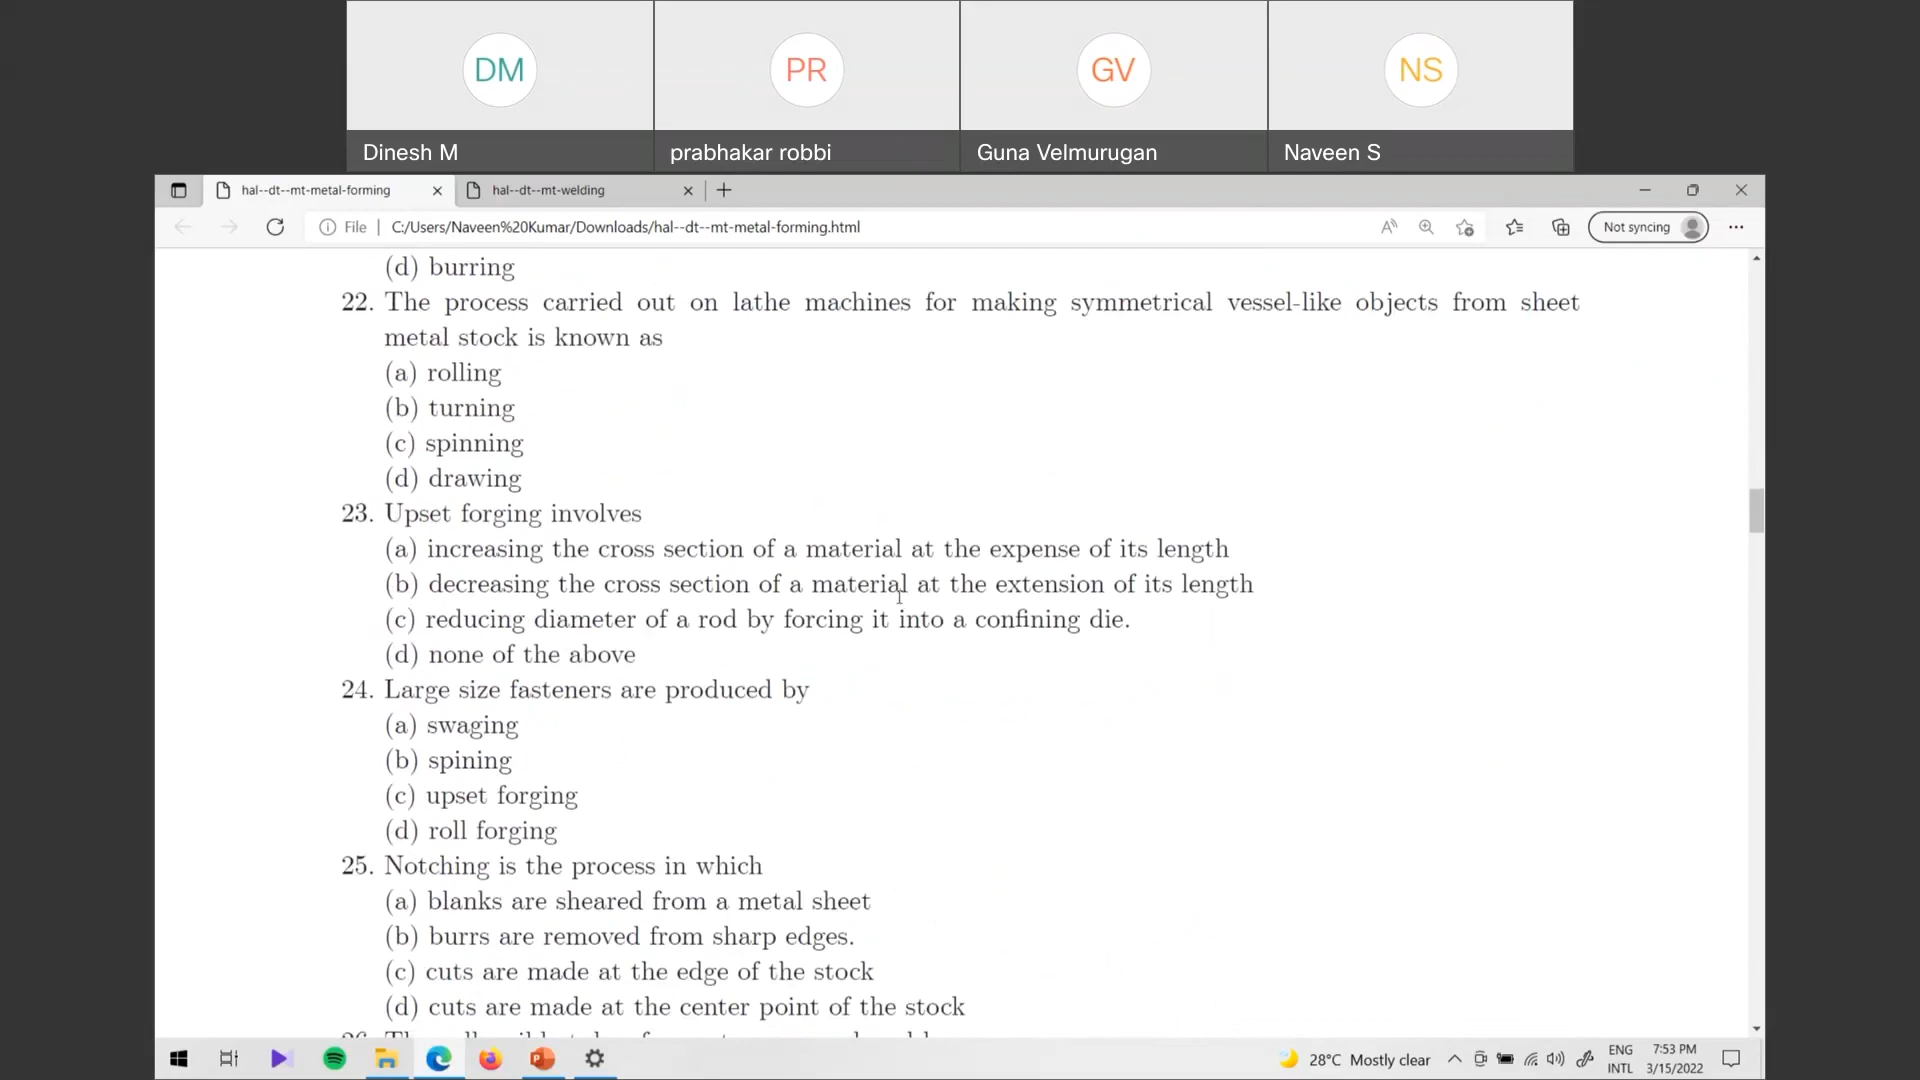 DM
PR
GV
NS
Dinesh M
prabhakar robbi
Guna Velmurugan
Naveen S
hal--dt--mt-metal-forming
hal--dt--mt-welding
File
C:/Users/Naveen%20Kumar/Downloads/hal--dt--mt-metal-forming.html
Not syncing
(d) burring
22. The process carried out on lathe machines for making symmetrical vessel-like objects from sheet
metal stock is known as
(a) rolling
(b) turning
(c) spinning
(d) drawing
23. Upset forging involves
(a) increasing the cross section of a material at the expense of its length
(b) decreasing the cross section of a material at the extension of its length
(c) reducing diameter of a rod by forcing it into a confining die.
(d) none of the above
24. Large size fasteners are produced by
(a) swaging
(b) spining
(c) upset forging
(d) roll forging
25. Notching is the process in which
(a) blanks are sheared from a metal sheet
(b) burrs are removed from sharp edges.
(c) cuts are made at the edge of the stock
(d) cuts are made at the center point of the stock
28°C Mostly clear
ENG
INTL
7:53 PM
3/15/2022